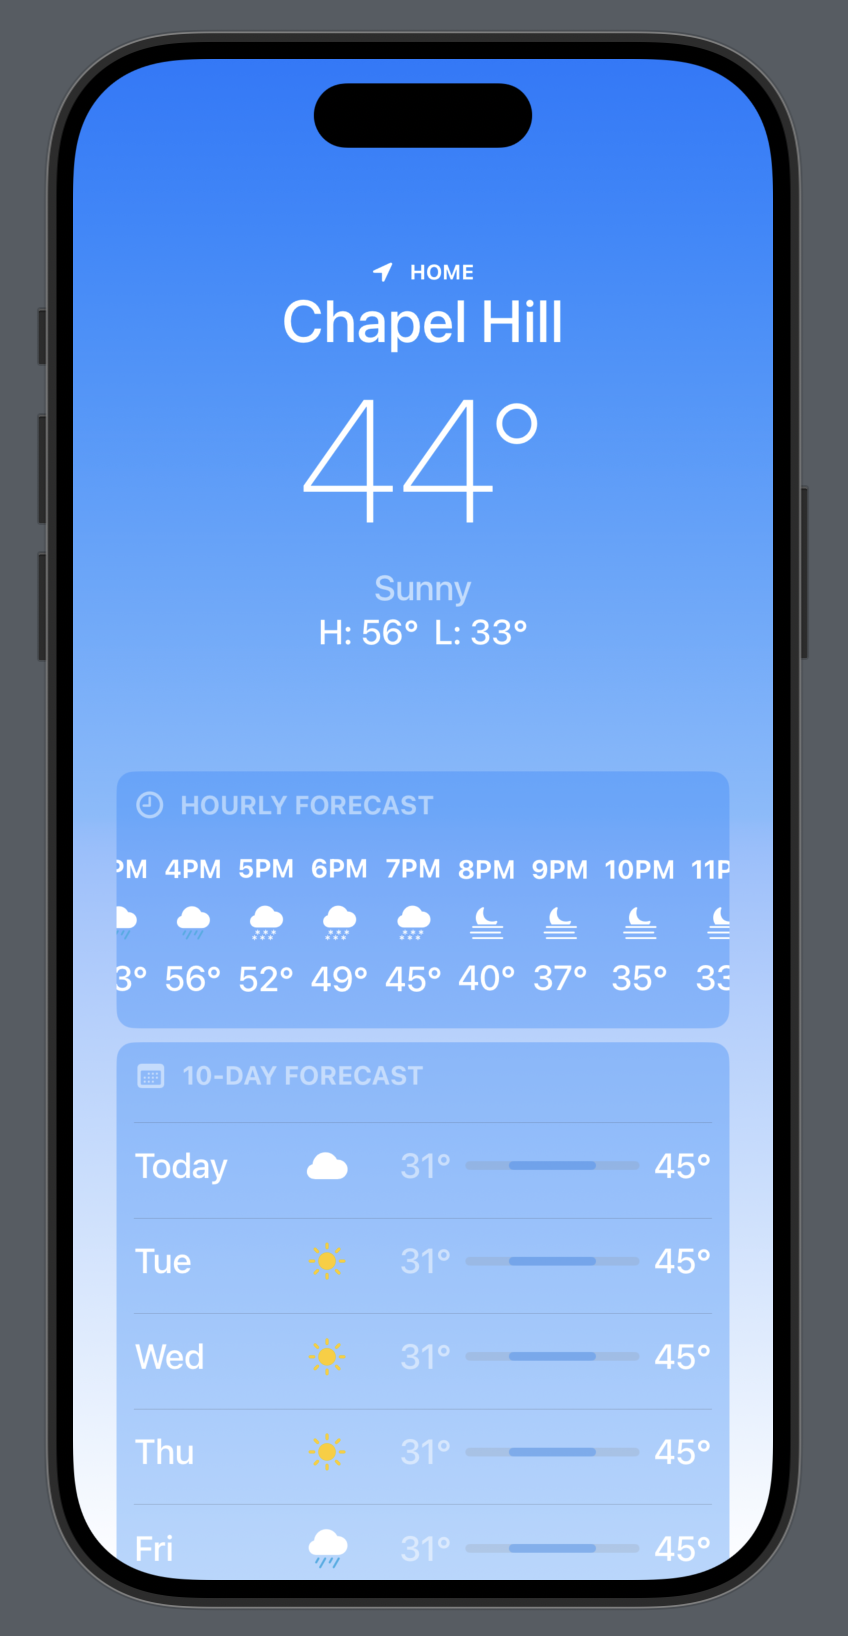 HOME
Chapel Hill
44°
Sunny
H: 56° L: 33°
HOURLY FORECAST
PM 4PM 5PM 6PM 7PM 8PM 9PM 10PM 11P
3° 56° 52° 49° 45° 40° 37° 35° 33
10-DAY FORECAST
Today 31° 45°
Tue 31° 45°
Wed 31° 45°
Thu 31° 45°
Fri 31° 45°